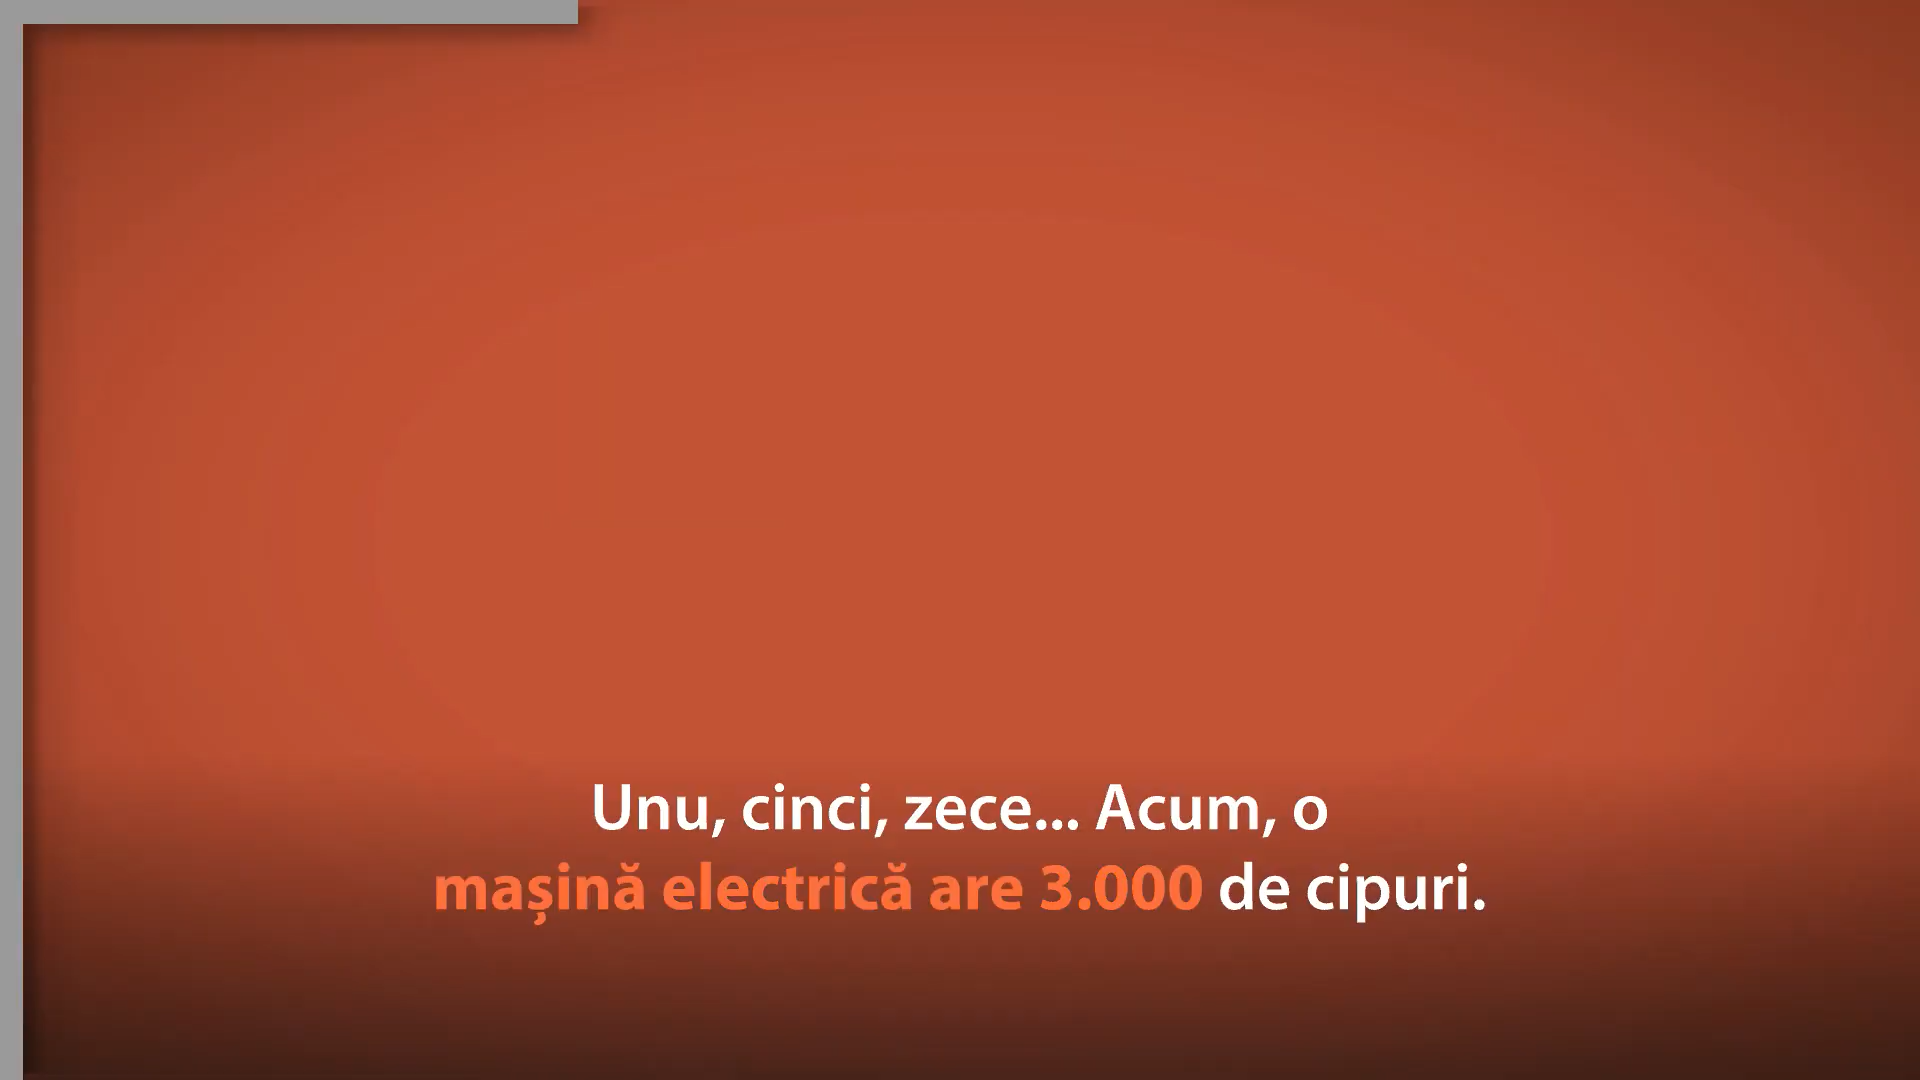 Unu, cinci, zece... Acum, o
mașină electrică are 3.000 de cipuri.